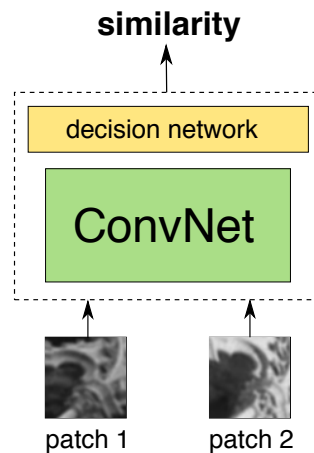 similarity
decision network
ConvNet
patch 1
patch 2